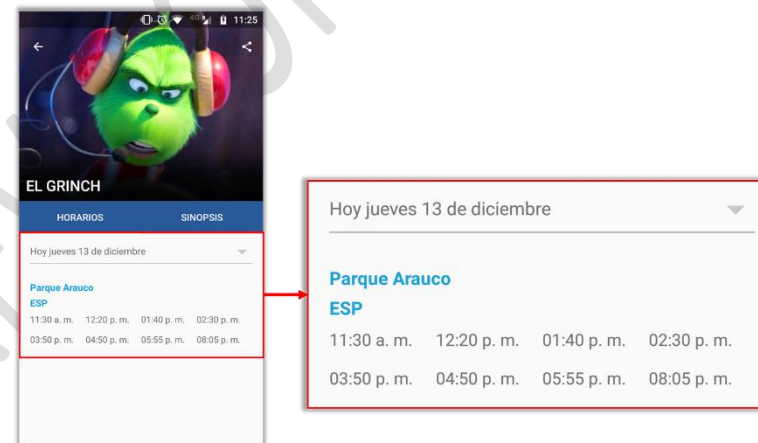 11:25
EL GRINCH
HORARIOS SINOPSIS
Hoy jueves 13 de diciembre
Parque Arauco
ESP
11:30 a. m. 12:20 p. m. 01:40 p. m. 02:30 p. m.
03:50 p. m. 04:50 p. m. 05:55 p. m. 08:05 p. m.
Hoy jueves 13 de diciembre
Parque Arauco
ESP
11:30 a. m. 12:20 p. m. 01:40 p. m. 02:30 p. m.
03:50 p. m. 04:50 p. m. 05:55 p. m. 08:05 p. m.